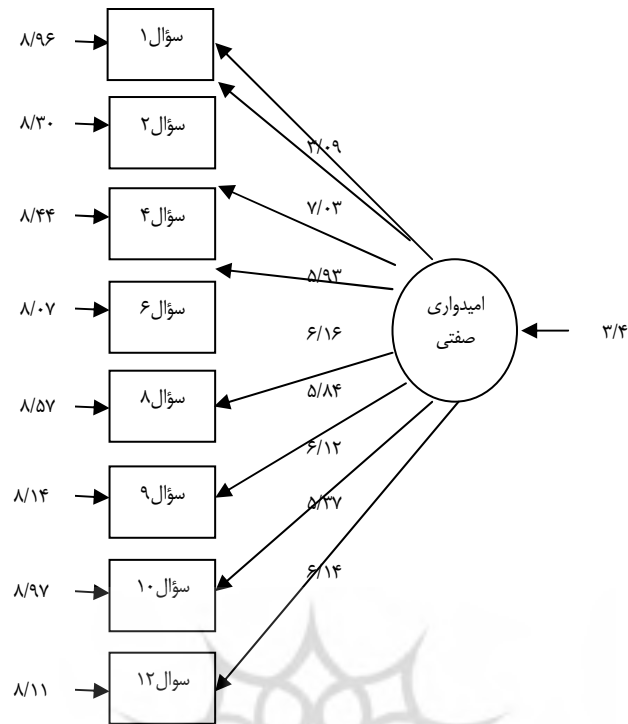 سؤال۱
۸/۹۶
سؤال۲
۸/۳۰
۳/۰۹
سؤال۴
۷/۰۳
۸/۴۴
۵/۹۳
امیدواری
صفتی
سؤال۶
۸/۰۷
۶/۱۶
۳/۴
سؤال۸
۵/۸۴
۸/۵۷
۶/۱۲
سؤال۹
۸/۱۴
۵/۳۷
۶/۱۴
سؤال۱۰
۸/۹۷
سوال۱۲
۸/۱۱